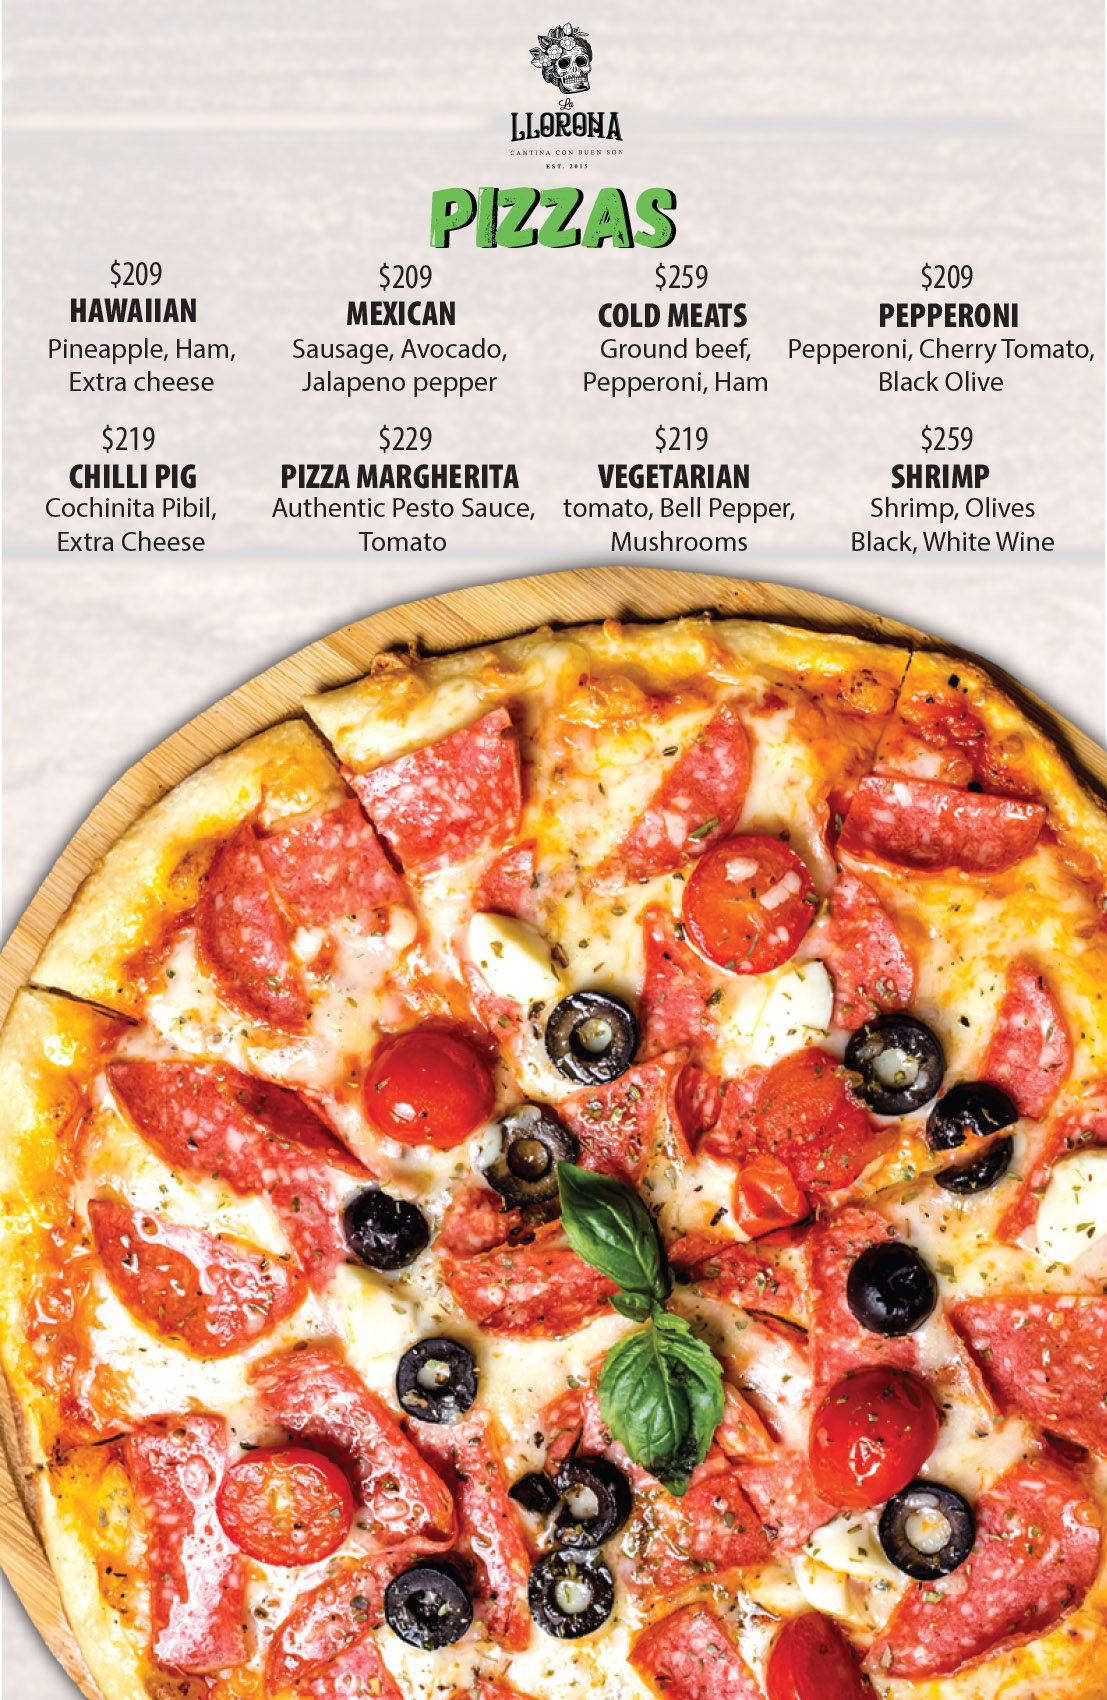 La
LLORONA
CANTINA CON BUEN SON
EST. 2015
PIZZAS
$209
HAWAIIAN
Pineapple, Ham,
Extra cheese
$209
MEXICAN
Sausage, Avocado,
Jalapeno pepper
$259
COLD MEATS
Ground beef,
Pepperoni, Ham
$209
PEPPERONI
Pepperoni, Cherry Tomato,
Black Olive
$219
CHILLI PIG
Cochinita Pibil,
Extra Cheese
$229
PIZZA MARGHERITA
Authentic Pesto Sauce,
Tomato
$219
VEGETARIAN
tomato, Bell Pepper,
Mushrooms
$259
SHRIMP
Shrimp, Olives
Black, White Wine